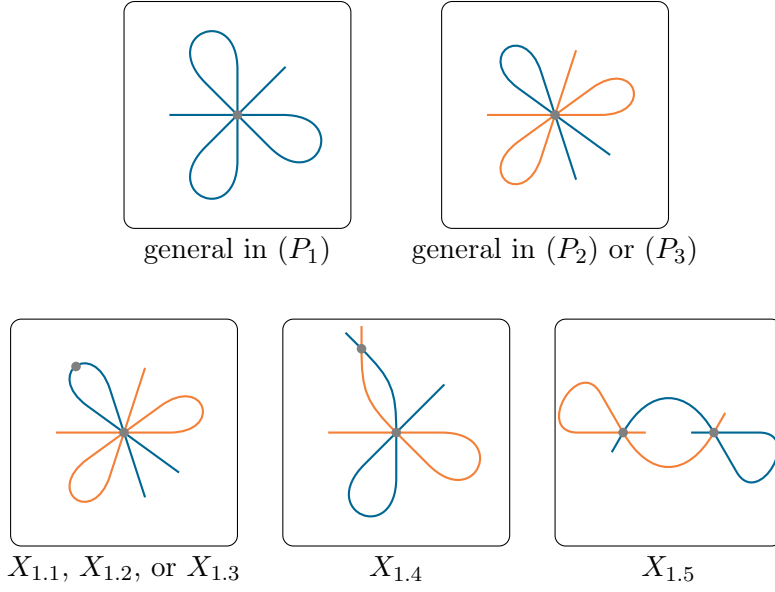 general in (P₁)
general in (P₂) or (P₃)
X₁.₁, X₁.₂, or X₁.₃
X₁.₄
X₁.₅